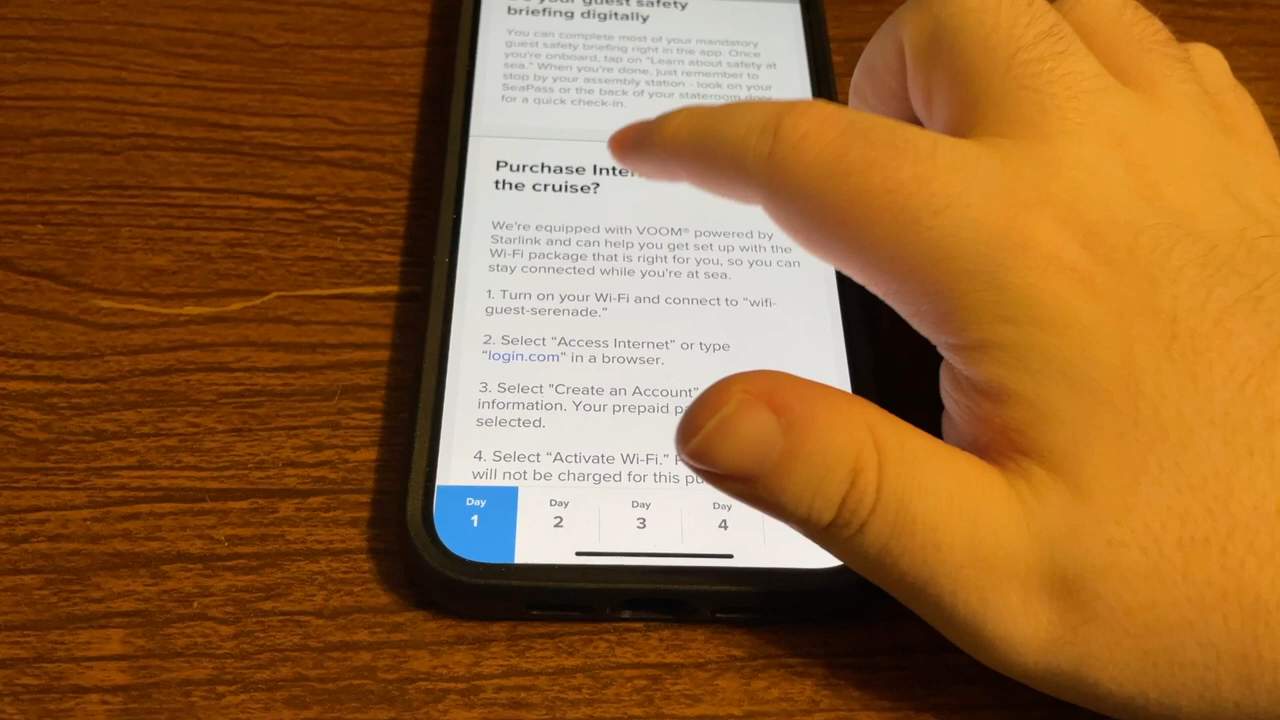 your guest safety
briefing digitally
You can complete most of your mandatory
guest safety briefing right in the app. Once
you're onboard, tap on "Learn about safety at
sea." When you're done, just remember to
stop by your assembly station - look on your
SeaPass or the back of your stateroom door
for a quick check-in.
Purchase
the cruise?
We're equipped with VOOM® powered by
Starlink and can help you get set up with the
Wi-Fi package that is right for you, so you can
stay connected while you're at sea.
1. Turn on your Wi-Fi and connect to "wifi-
guest-serenade."
2. Select “Access Internet” or type
“login.com” in a browser.
3. Select "Create an Account"
information. Your prepaid
selected.
4. Select “Activate Wi-Fi.”
will not be charged for this
Day
1
Day
2
Day
3
Day
4